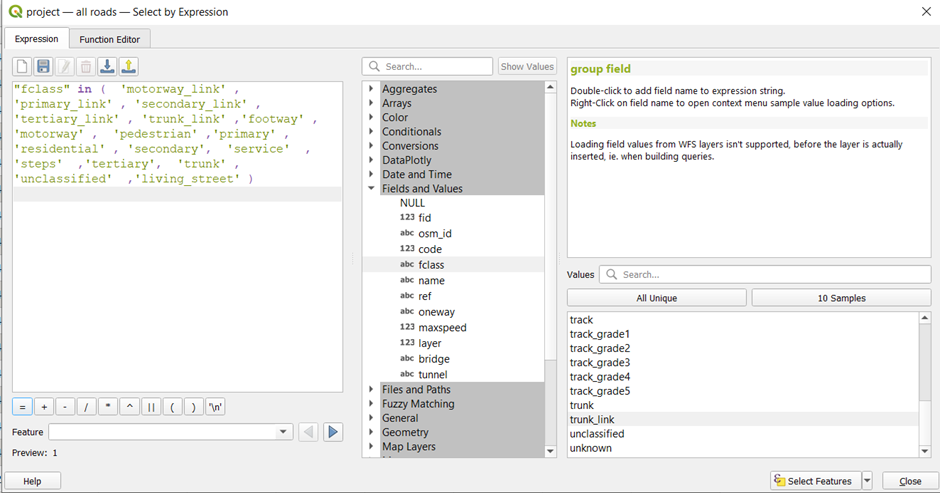 project — all roads — Select by Expression
Expression
Function Editor
"fclass" in (  'motorway_link' ,
'primary_link' , 'secondary_link' ,
'tertiary_link' , 'trunk_link' ,'footway' ,
'motorway' ,  'pedestrian' ,'primary' ,
'residential' , 'secondary',  'service'  ,
'steps'  ,'tertiary',  'trunk' ,
'unclassified'  ,'living_street' )
= + - / * ^ || ( ) '\n'
Feature
Preview: 1
Help
Search...
Show Values
Aggregates
Arrays
Color
Conditionals
Conversions
DataPlotly
Date and Time
Fields and Values
NULL
123 fid
abc osm_id
123 code
abc fclass
abc name
abc ref
abc oneway
123 maxspeed
123 layer
abc bridge
abc tunnel
Files and Paths
Fuzzy Matching
General
Geometry
Map Layers
group field
Double-click to add field name to expression string.
Right-Click on field name to open context menu sample value loading options.
Notes
Loading field values from WFS layers isn't supported, before the layer is actually
inserted, ie. when building queries.
Values
Search...
All Unique
10 Samples
track
track_grade1
track_grade2
track_grade3
track_grade4
track_grade5
trunk
trunk_link
unclassified
unknown
Select Features
Close